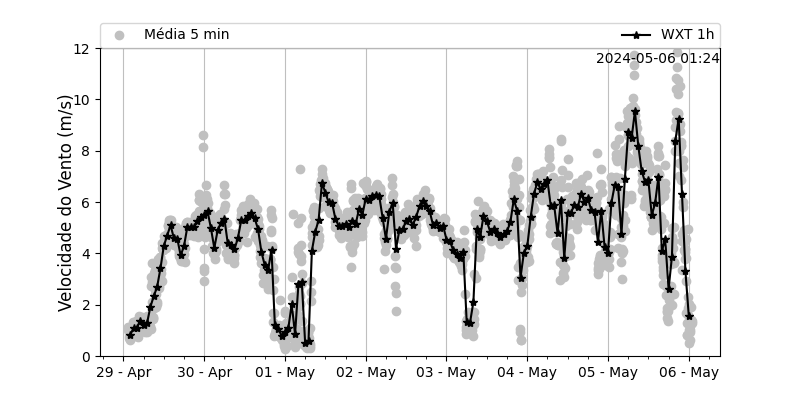 Média 5 min
WXT 1h
2024-05-06 01:24
Velocidade do Vento (m/s)
12
10
8
6
4
2
0
29 - Apr
30 - Apr
01 - May
02 - May
03 - May
04 - May
05 - May
06 - May